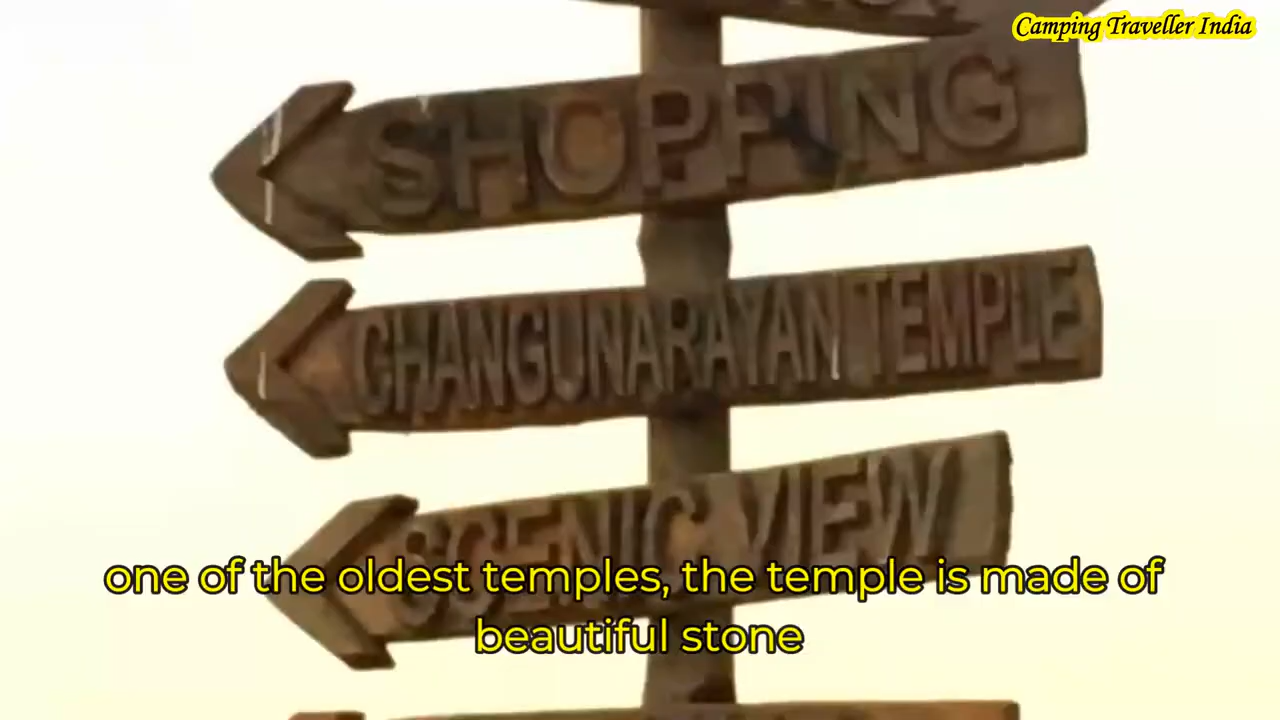 Camping Traveller India
SHOPPING
CHANGUNARAYAN TEMPLE
SCENIC VIEW
one of the oldest temples, the temple is made of
beautiful stone